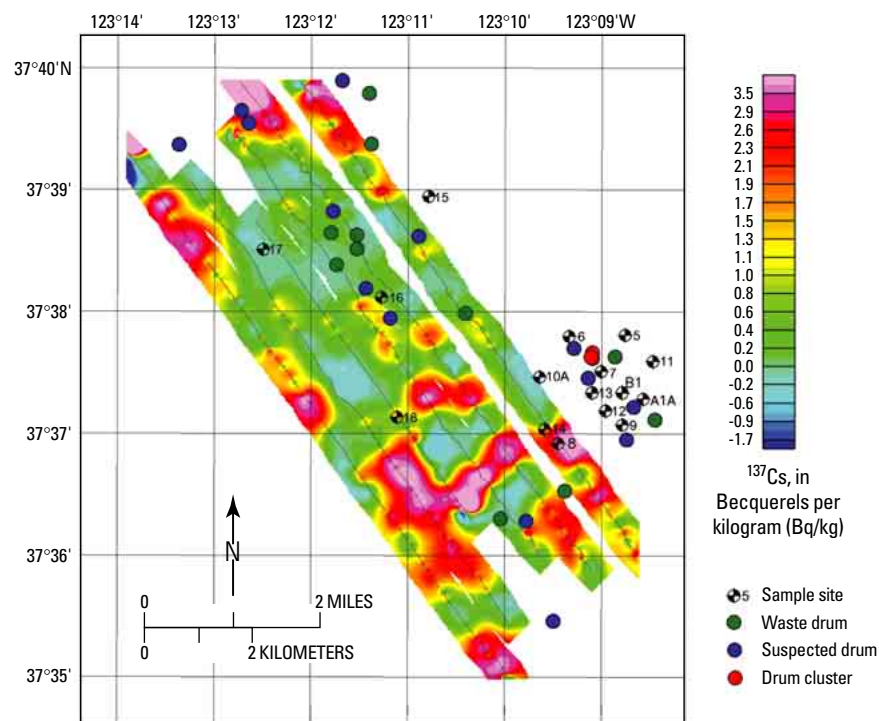 123°14' 123°13' 123°12' 123°11' 123°10' 123°09'W
37°40'N
37°39'
37°38'
37°37'
37°36'
37°35'
15
17
16
6 5
11
10A 7
13 B1
A1A
12
18 9
14
8
N
0 2 MILES
0 2 KILOMETERS
3.5
2.9
2.6
2.3
2.1
1.9
1.7
1.5
1.3
1.1
1.0
0.8
0.6
0.4
0.2
0.0
-0.2
-0.6
-0.9
-1.7
137Cs, in
Becquerels per
kilogram (Bq/kg)
5 Sample site
Waste drum
Suspected drum
Drum cluster